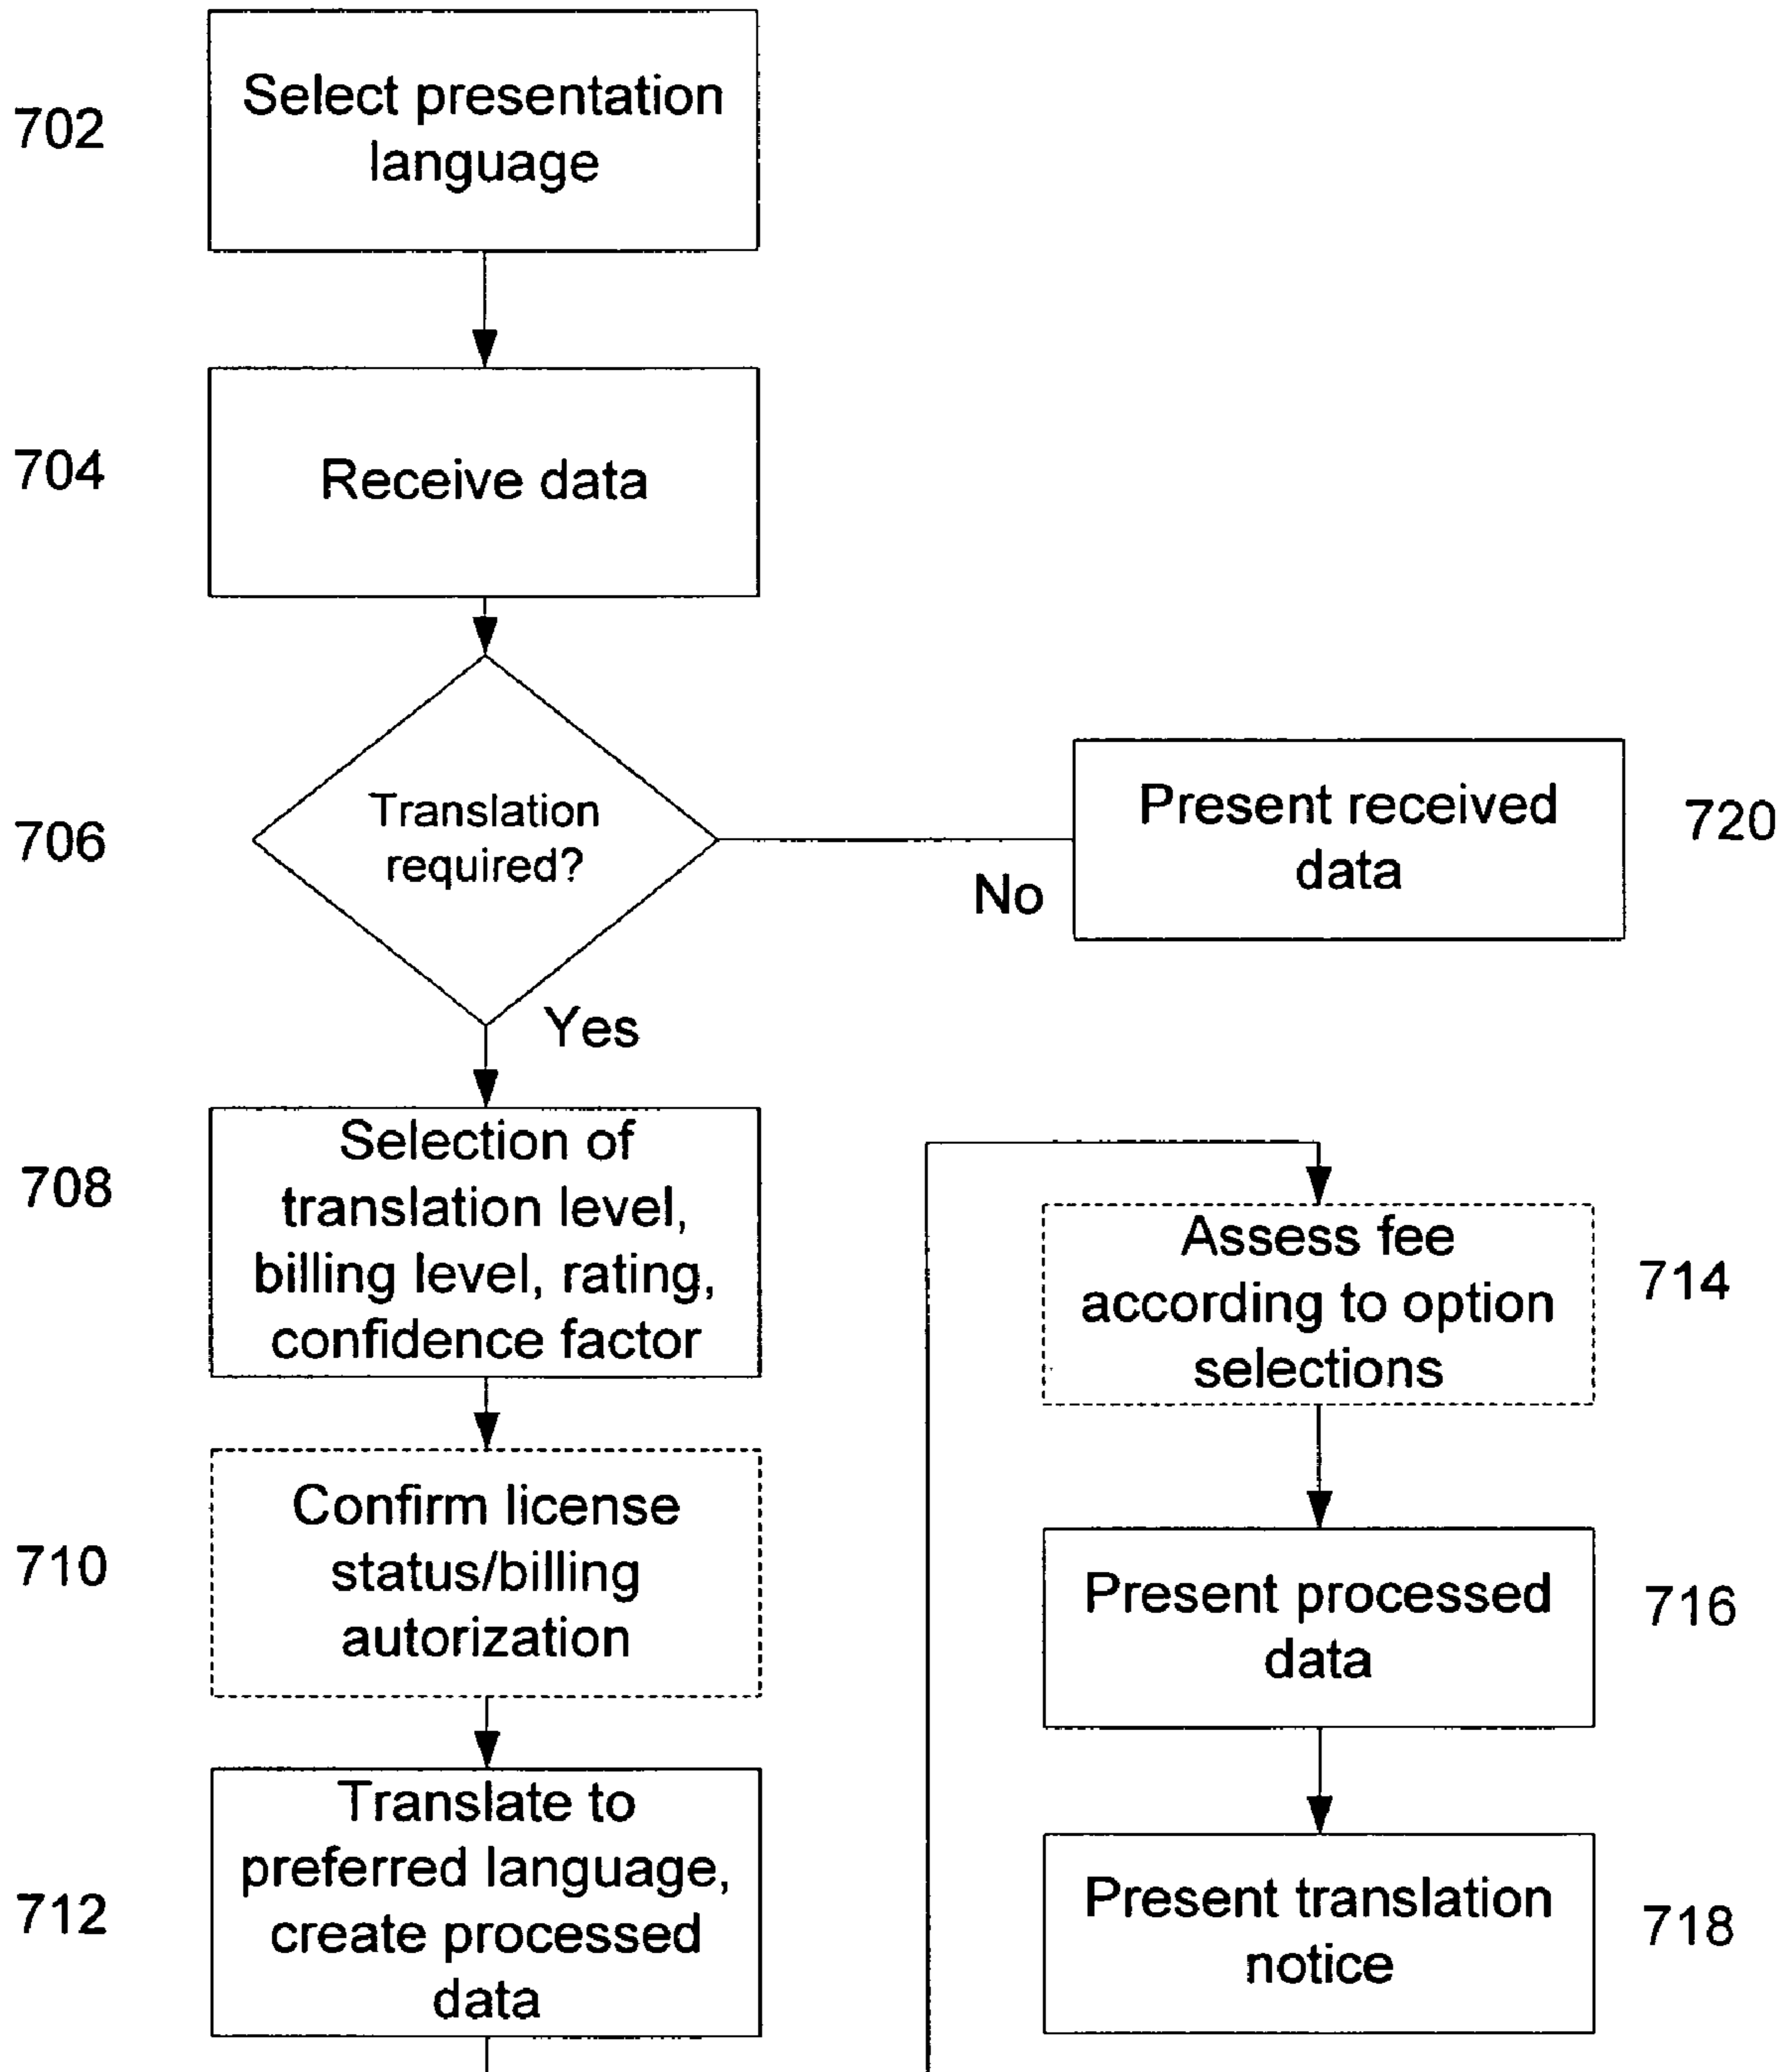 702
Select presentation
language
704
Receive data
706
Translation
required?
No
Present received
data
720
Yes
708
Selection of
translation level,
billing level, rating,
confidence factor
710
Confirm license
status/billing
autorization
712
Translate to
preferred language,
create processed
data
Assess fee
according to option
selections
714
Present processed
data
716
Present translation
notice
718